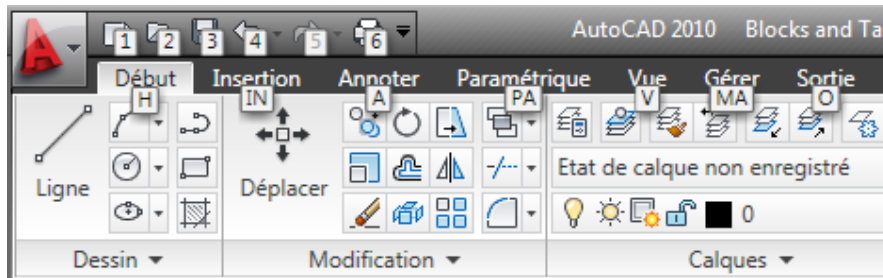 AutoCAD 2010 Blocks and Ta
1 2 3 4 5 6
Début Insertion Annoter Paramétrique Vue Gérer Sortie
H IN A PA V MA O
Ligne
Déplacer
Etat de calque non enregistré
0
Dessin Modification Calques